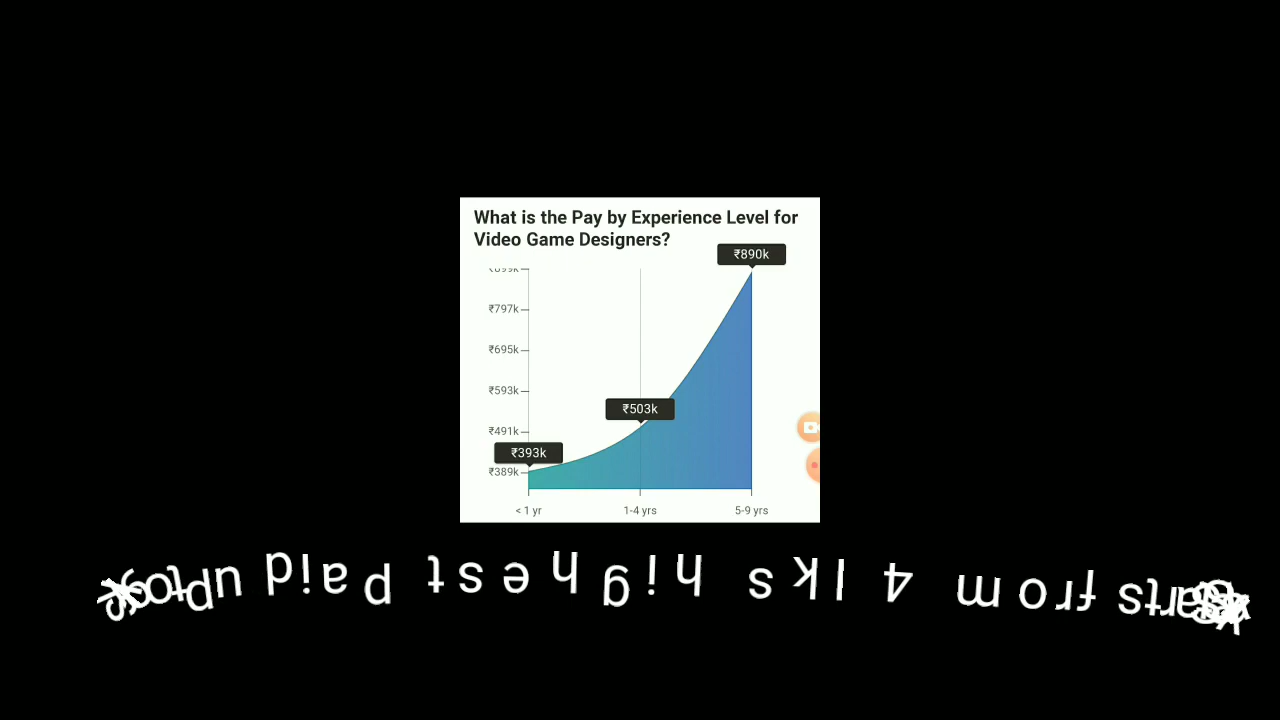 What is the Pay by Experience Level for
Video Game Designers?
₹890k
₹797k
₹695k
₹593k
₹503k
₹491k
₹393k
₹389k
< 1 yr
1-4 yrs
5-9 yrs
starts from 4 lks highest paid upto